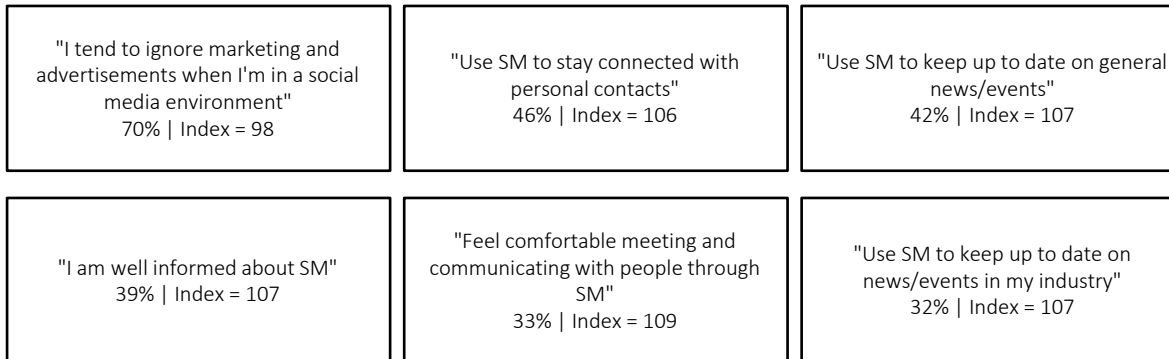 "I tend to ignore marketing and
advertisements when I'm in a social
media environment"
70% | Index = 98
"Use SM to stay connected with
personal contacts"
46% | Index = 106
"Use SM to keep up to date on general
news/events"
42% | Index = 107
"I am well informed about SM"
39% | Index = 107
"Feel comfortable meeting and
communicating with people through
SM"
33% | Index = 109
"Use SM to keep up to date on
news/events in my industry"
32% | Index = 107